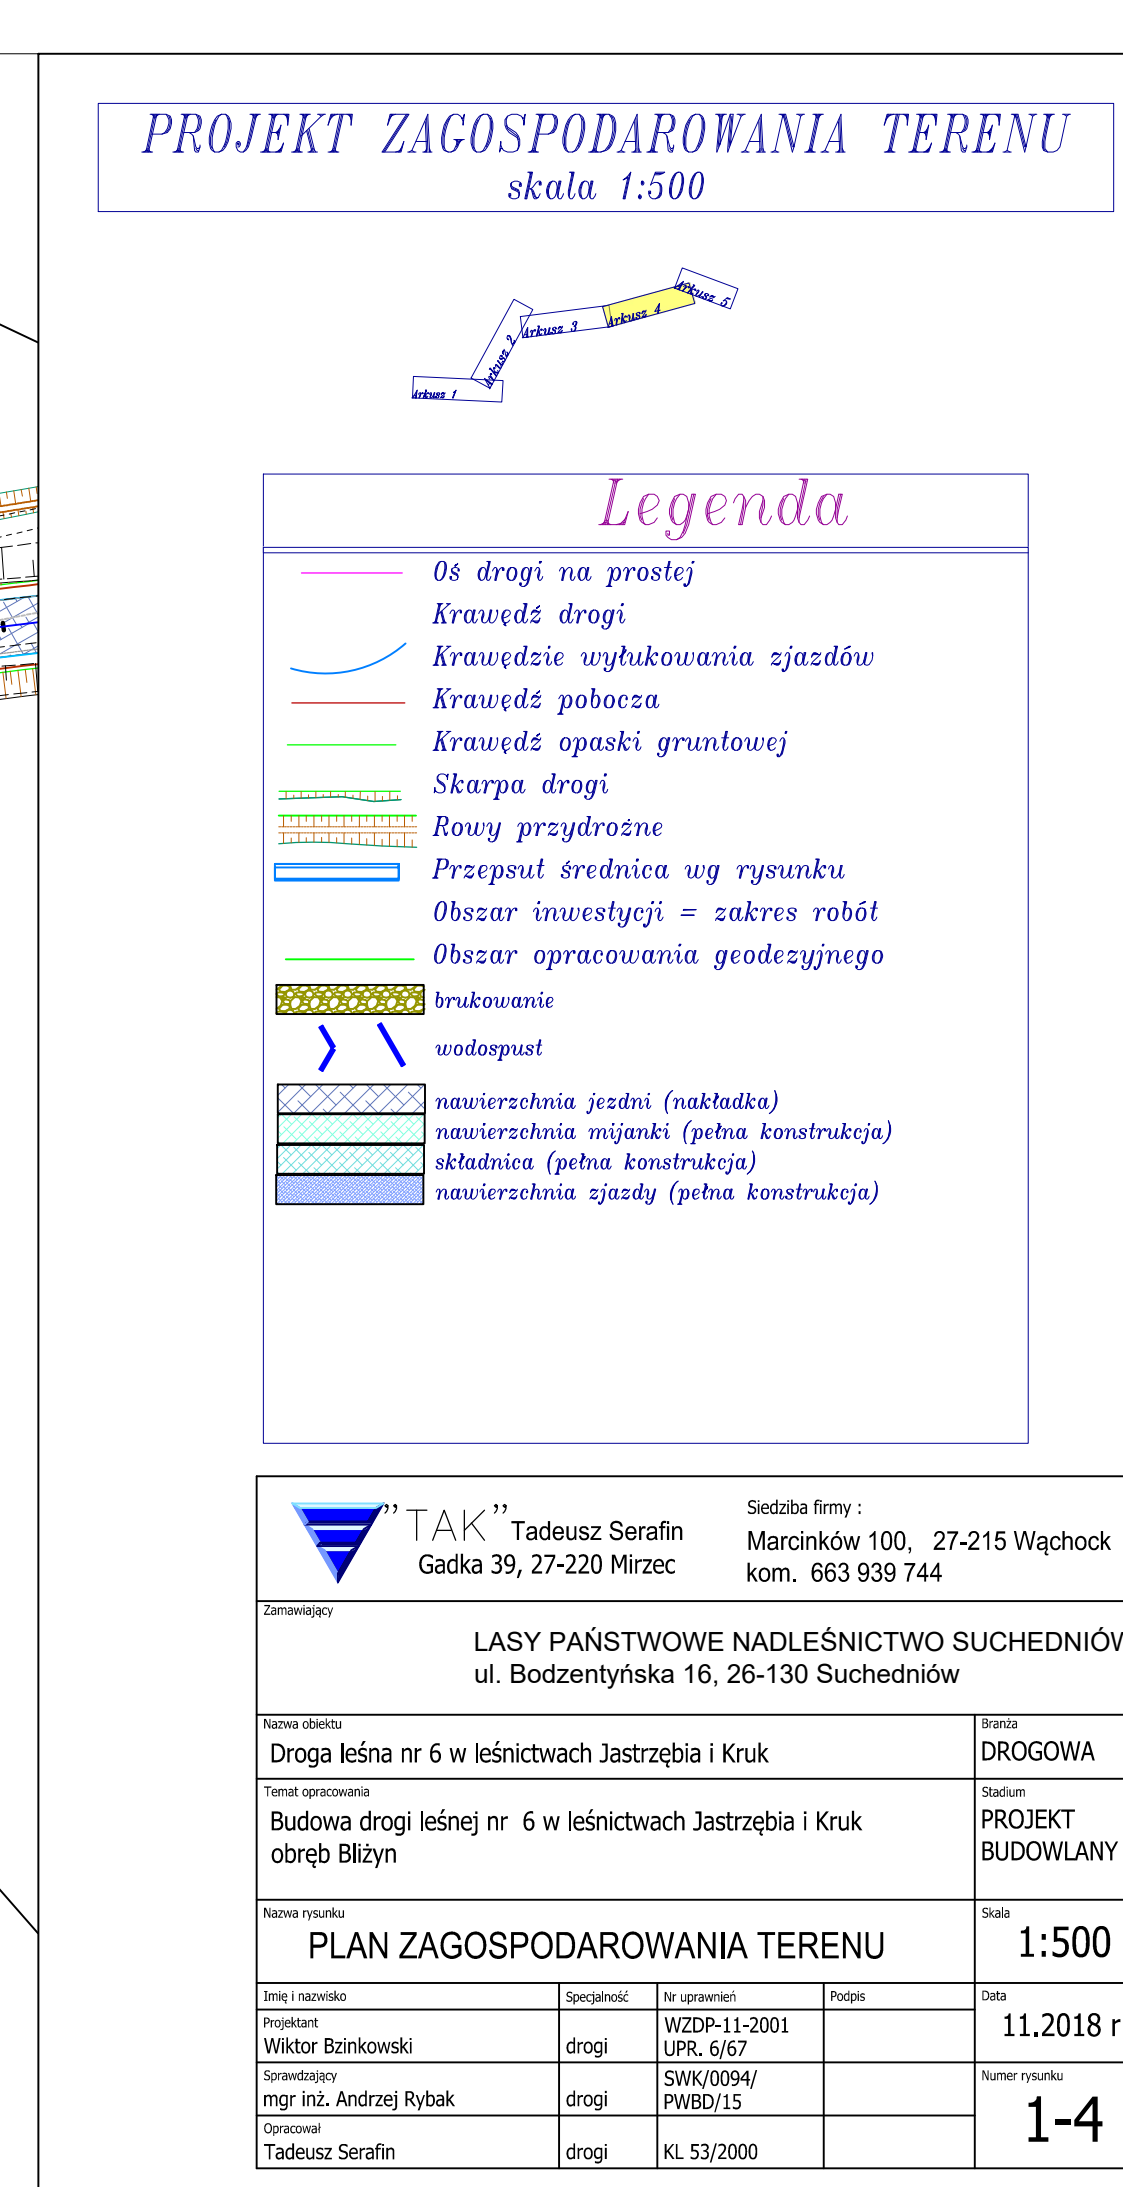 PROJEKT ZAGOSPODAROWANIA TERENU
skala 1:500
Arkusz 1
Arkusz 2
Arkusz 3
Arkusz 4
Arkusz 5
Legenda
Oś drogi na prostej
Krawędź drogi
Krawędzie wyłukowania zjazdów
Krawędź pobocza
Krawędź opaski gruntowej
Skarpa drogi
Rowy przydrożne
Przepsut średnica wg rysunku
Obszar inwestycji = zakres robót
Obszar opracowania geodezyjnego
brukowanie
wodospust
nawierzchnia jezdni (nakładka)
nawierzchnia mijanki (pełna konstrukcja)
składnica (pełna konstrukcja)
nawierzchnia zjazdy (pełna konstrukcja)
"TAK" Tadeusz Serafin
Gadka 39, 27-220 Mirzec
Siedziba firmy :
Marcinków 100, 27-215 Wąchock
kom. 663 939 744
Zamawiający
LASY PAŃSTWOWE NADLEŚNICTWO SUCHEDNIÓW
ul. Bodzentyńska 16, 26-130 Suchedniów
Nazwa obiektu
Droga leśna nr 6 w leśnictwach Jastrzębia i Kruk
Branża
DROGOWA
Temat opracowania
Budowa drogi leśnej nr 6 w leśnictwach Jastrzębia i Kruk
obręb Bliżyn
Stadium
PROJEKT
BUDOWLANY
Nazwa rysunku
PLAN ZAGOSPODAROWANIA TERENU
Skala
1:500
Imię i nazwisko Specjalność Nr uprawnień Podpis
Data
11.2018 r
Projektant
Wiktor Bzinkowski drogi WZDP-11-2001
UPR. 6/67
Sprawdzający
mgr inż. Andrzej Rybak drogi SWK/0094/
PWBD/15
Numer rysunku
1-4
Opracował
Tadeusz Serafin drogi KL 53/2000